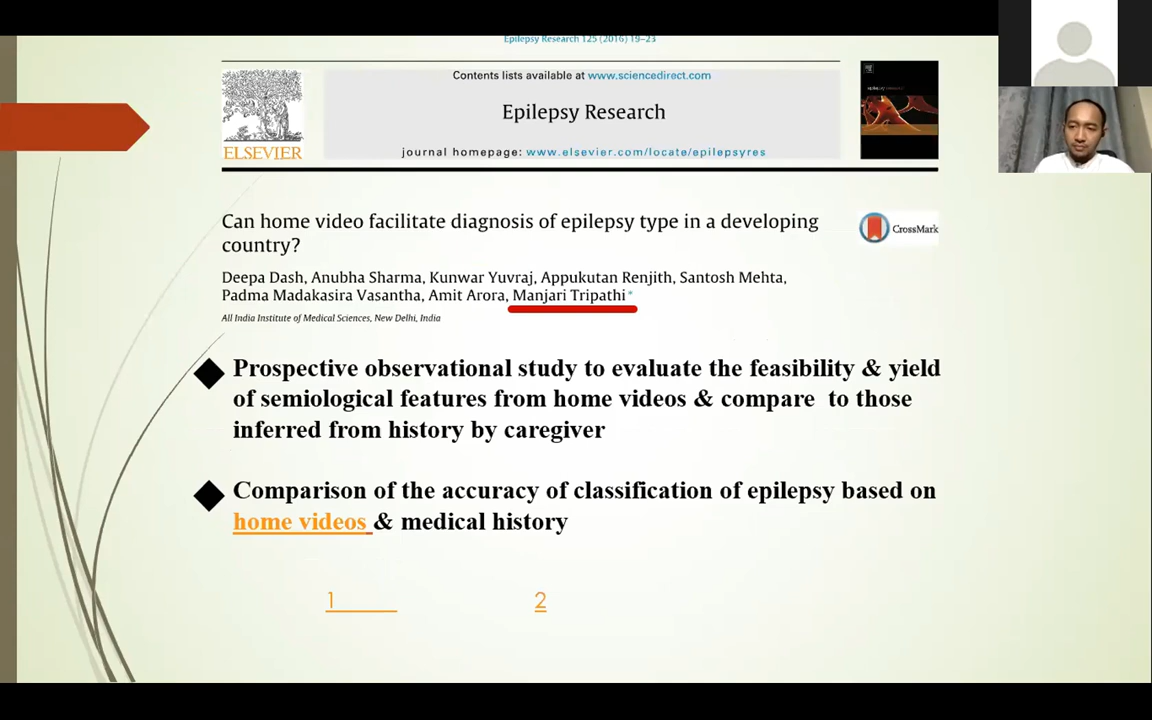 Epilepsy Research 125 (2016) 19–23
Contents lists available at www.sciencedirect.com
Epilepsy Research
journal homepage: www.elsevier.com/locate/epilepsyres
ELSEVIER
Can home video facilitate diagnosis of epilepsy type in a developing
country?
CrossMark
Deepa Dash, Anubha Sharma, Kunwar Yuvraj, Appukutan Renjith, Santosh Mehta,
Padma Madakasira Vasantha, Amit Arora, Manjari Tripathi*
All India Institute of Medical Sciences, New Delhi, India
Prospective observational study to evaluate the feasibility & yield
of semiological features from home videos & compare to those
inferred from history by caregiver
Comparison of the accuracy of classification of epilepsy based on
home videos & medical history
1 2